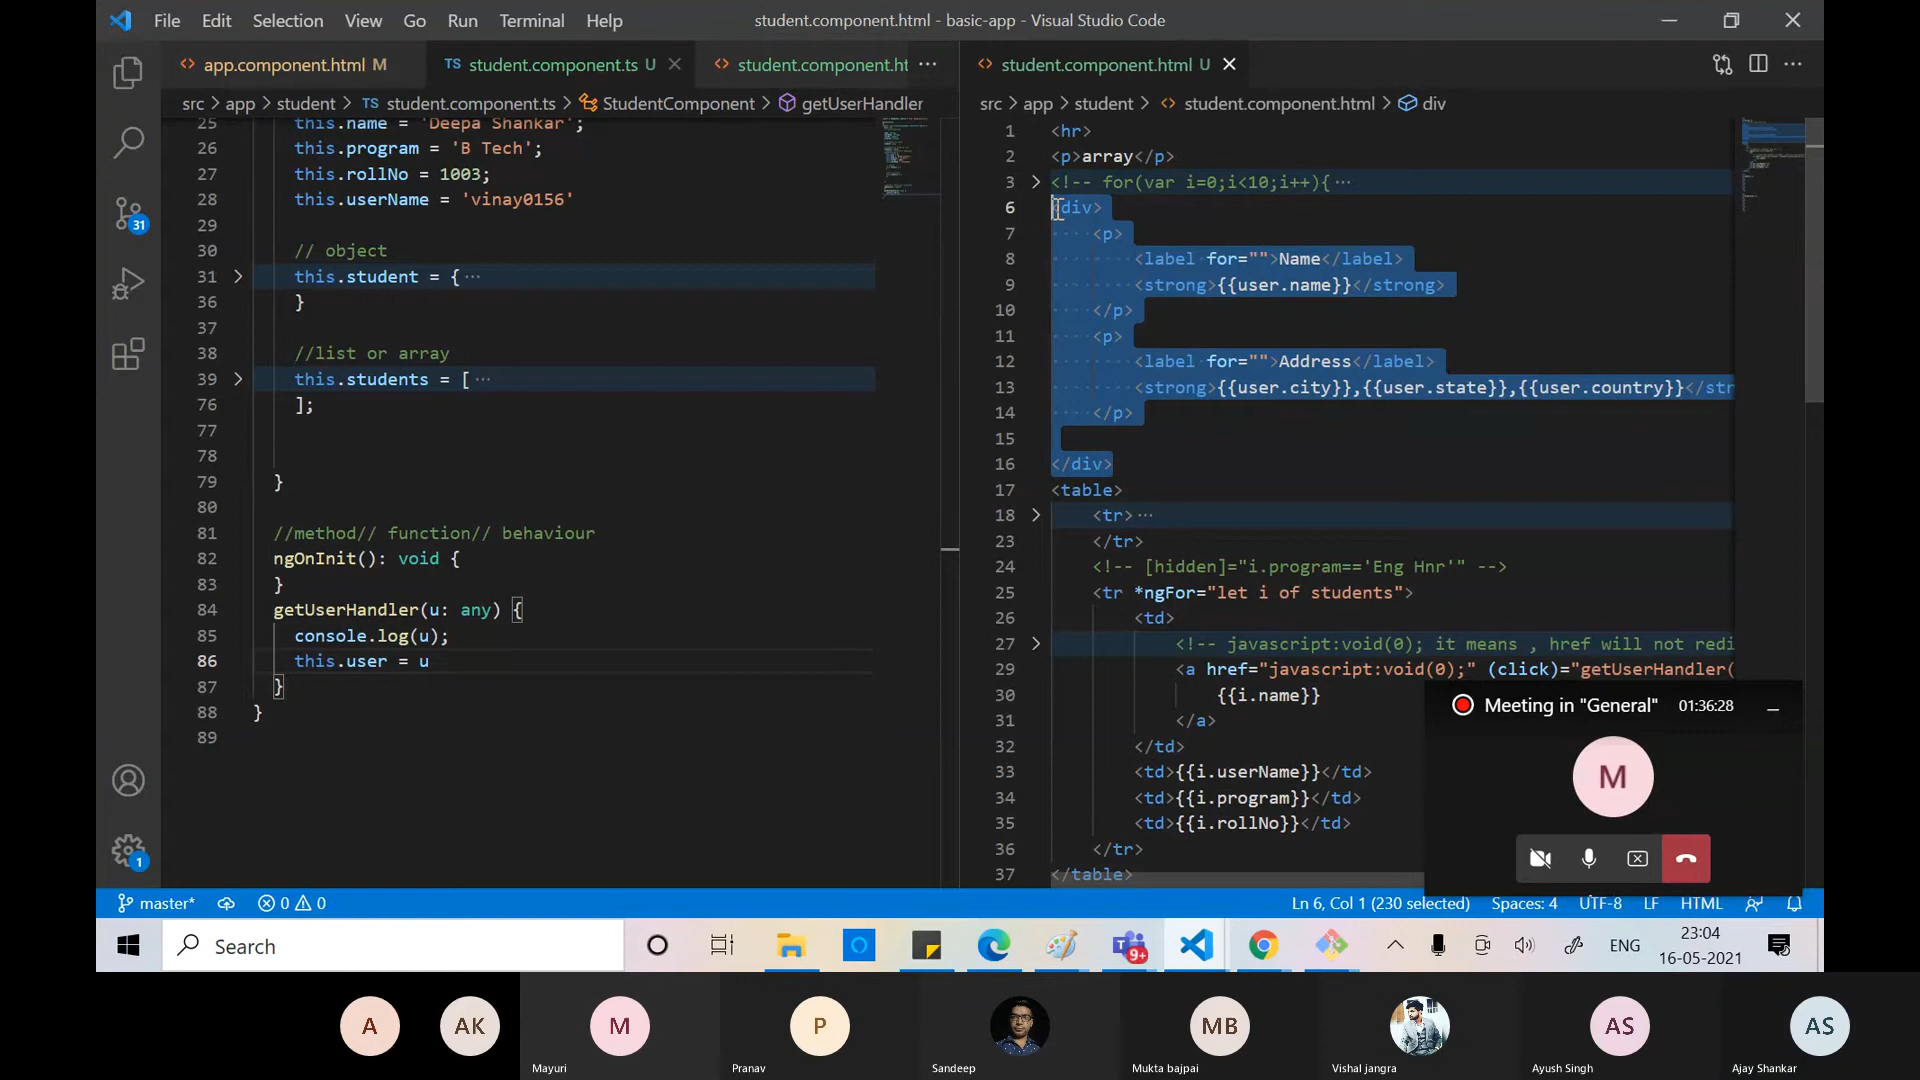 File Edit Selection View Go Run Terminal Help
student.component.html - basic-app - Visual Studio Code
app.component.html M
TS student.component.ts U
student.component.ht
student.component.html U
src > app > student > TS student.component.ts > StudentComponent > getUserHandler
25 this.name = 'Deepa Shankar';
26 this.program = 'B Tech';
27 this.rollNo = 1003;
28 this.userName = 'vinay0156'
29
30 // object
31 this.student = { ...
36 }
37
38 //list or array
39 this.students = [ ...
76 ];
77
78
79 }
80
81 //method// function// behaviour
82 ngOnInit(): void {
83 }
84 getUserHandler(u: any) {
85 console.log(u);
86 this.user = u
87 }
88 }
89
src > app > student > student.component.html > div
1 <hr>
2 <p>array</p>
3 <!-- for(var i=0;i<10;i++){ ...
6 <div>
7 <p>
8 <label for="">Name</label>
9 <strong>{{user.name}}</strong>
10 </p>
11 <p>
12 <label for="">Address</label>
13 <strong>{{user.city}},{{user.state}},{{user.country}}</str
14 </p>
15
16 </div>
17 <table>
18 <tr> ...
23 </tr>
24 <!-- [hidden]="i.program=='Eng Hnr'" -->
25 <tr *ngFor="let i of students">
26 <td>
27 <!-- javascript:void(0); it means , href will not redi
29 <a href="javascript:void(0);" (click)="getUserHandler(
30 {{i.name}}
31 </a>
32 </td>
33 <td>{{i.userName}}</td>
34 <td>{{i.program}}</td>
35 <td>{{i.rollNo}}</td>
36 </tr>
37 </table>
Meeting in "General" 01:36:28
M
31
1
master* 0 0
Ln 6, Col 1 (230 selected) Spaces: 4 UTF-8 LF HTML
Search
9+
ENG
23:04
16-05-2021
A
AK
M
P
MB
AS
AS
Mayuri
Pranav
Sandeep
Mukta bajpai
Vishal jangra
Ayush Singh
Ajay Shankar